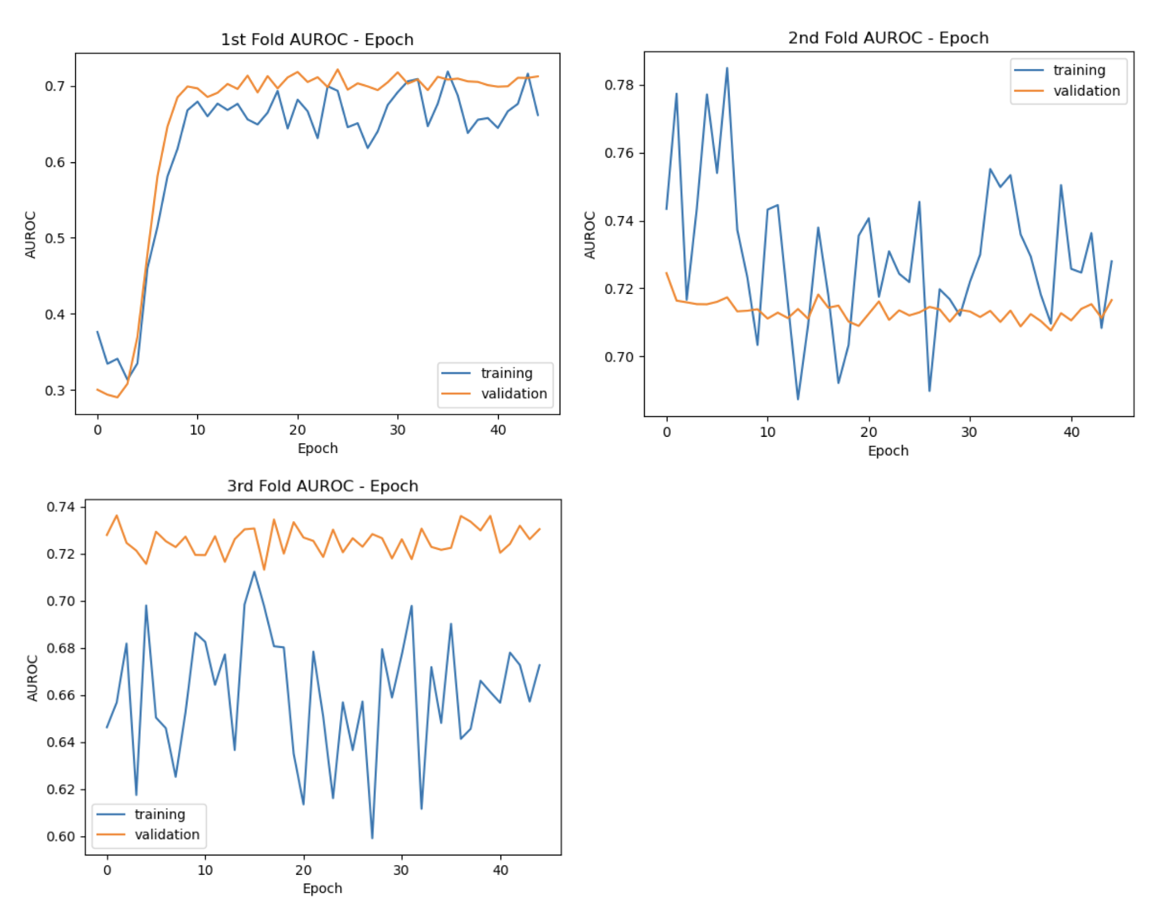 1st Fold AUROC - Epoch
AUROC
0.7
0.6
0.5
0.4
0.3
training
validation
0 10 20 30 40
Epoch
2nd Fold AUROC - Epoch
AUROC
0.78
0.76
0.74
0.72
0.70
training
validation
0 10 20 30 40
Epoch
3rd Fold AUROC - Epoch
AUROC
0.74
0.72
0.70
0.68
0.66
0.64
0.62
0.60
training
validation
0 10 20 30 40
Epoch